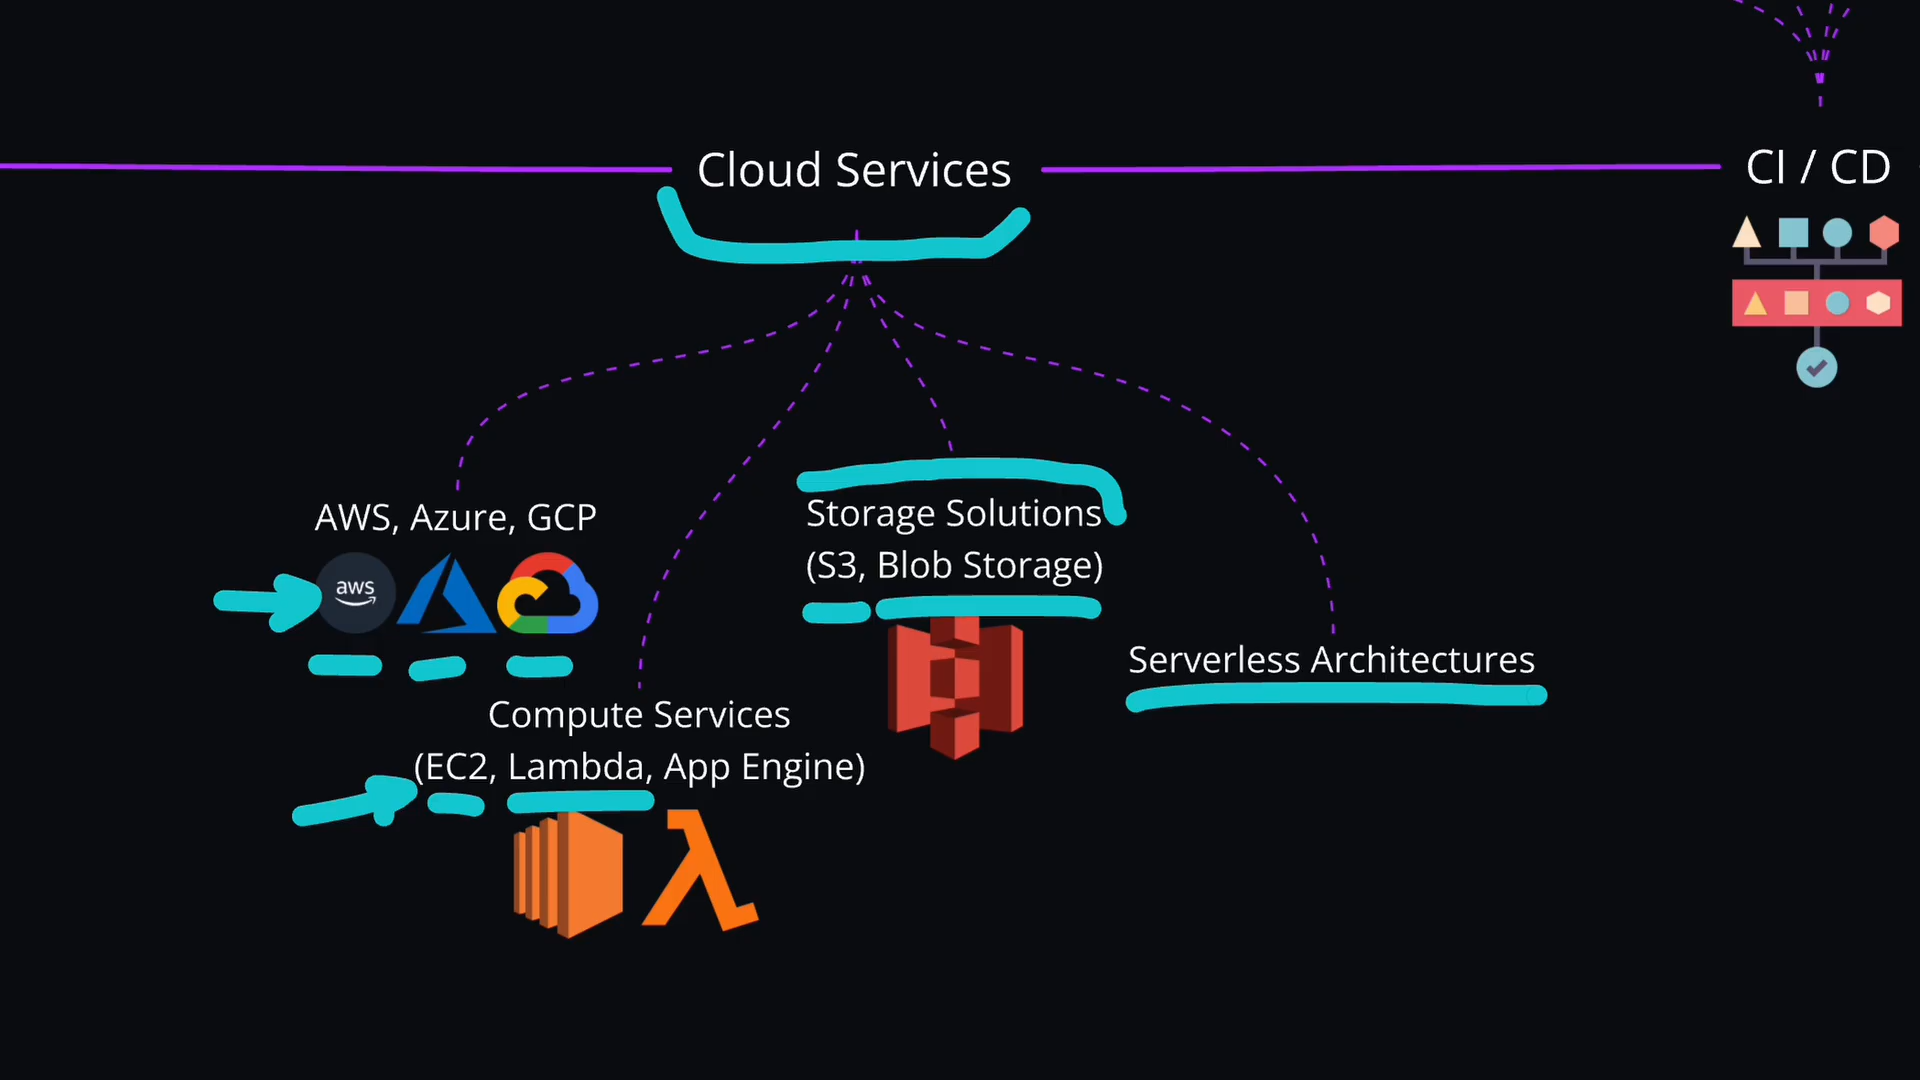 Cloud Services
CI / CD
AWS, Azure, GCP
aws
Storage Solutions
(S3, Blob Storage)
Serverless Architectures
Compute Services
(EC2, Lambda, App Engine)